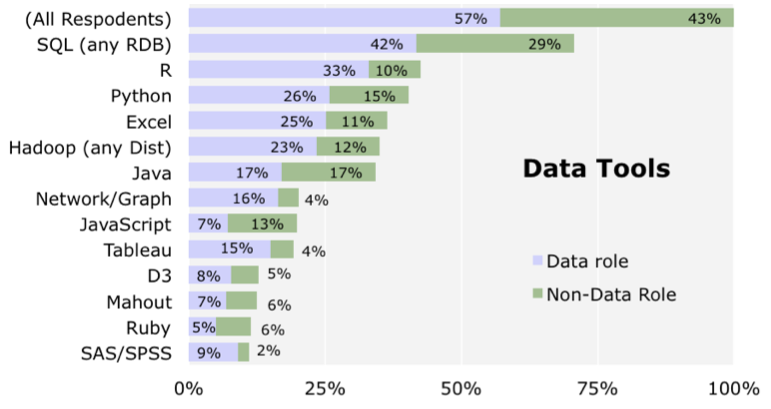 (All Respodents) 57% 43%
SQL (any RDB) 42% 29%
R 33% 10%
Python 26% 15%
Excel 25% 11%
Hadoop (any Dist) 23% 12%
Java 17% 17%
Data Tools
Network/Graph 16% 4%
JavaScript 7% 13%
Tableau 15% 4%
Data role
D3 8% 5%
Mahout 7% 6%
Non-Data Role
Ruby 5% 6%
SAS/SPSS 9% 2%
0% 25% 50% 75% 100%